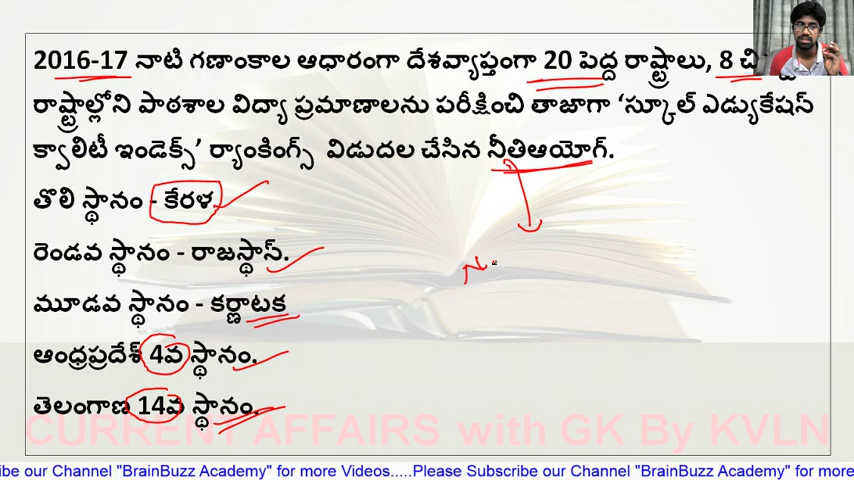 2016-17 నాటి గణాంకాల ఆధారంగా దేశవ్యాప్తంగా 20 పెద్ద రాష్ట్రాలు, 8
రాష్ట్రాల్లోని పాఠశాల విద్యా ప్రమాణాలను పరీక్షించి తాజాగా ‘స్కూల్ ఎడ్యుకేషన్
క్వాలిటీ ఇండెక్స్’ ర్యాంకింగ్స్ విడుదల చేసిన నీతిఆయోగ్.
తొలి స్థానం - కేరళ
రెండవ స్థానం - రాజస్థాన్.
మూడవ స్థానం - కర్ణాటక
ఆంధ్రప్రదేశ్ 4వ స్థానం.
తెలంగాణ 14వ స్థానం.
N
CURRENT AFFAIRS with GK By KVLN
be our Channel "BrainBuzz Academy" for more Videos.....Please Subscribe our Channel "BrainBuzz Academy" for more